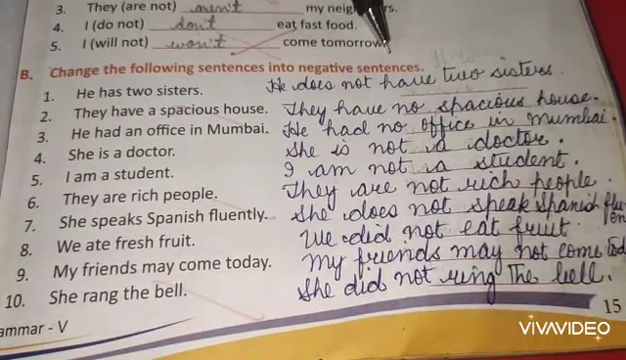 3. They (are not) aren't my neig rs.
4. I (do not) don't eat fast food.
5. I (will not) won't come tomorrow
B. Change the following sentences into negative sentences.
1. He has two sisters. He does not have two sisters.
2. They have a spacious house. They have no spacious house.
3. He had an office in Mumbai. He had no office in Mumbai.
4. She is a doctor. She is not a doctor.
5. I am a student. I am not a student.
6. They are rich people. They are not rich people.
7. She speaks Spanish fluently. She does not speak Spanish fluen
8. We ate fresh fruit. We did not eat fruit.
9. My friends may come today. My friends may not come tod
10. She rang the bell. She did not ring The bell.
ammar - V
15
VIVAVIDEO